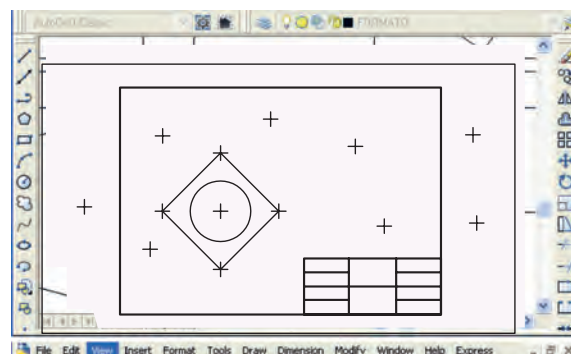 AutoCAD Classic
FORMATO
File Edit View Insert Format Tools Draw Dimension Modify Window Help Express